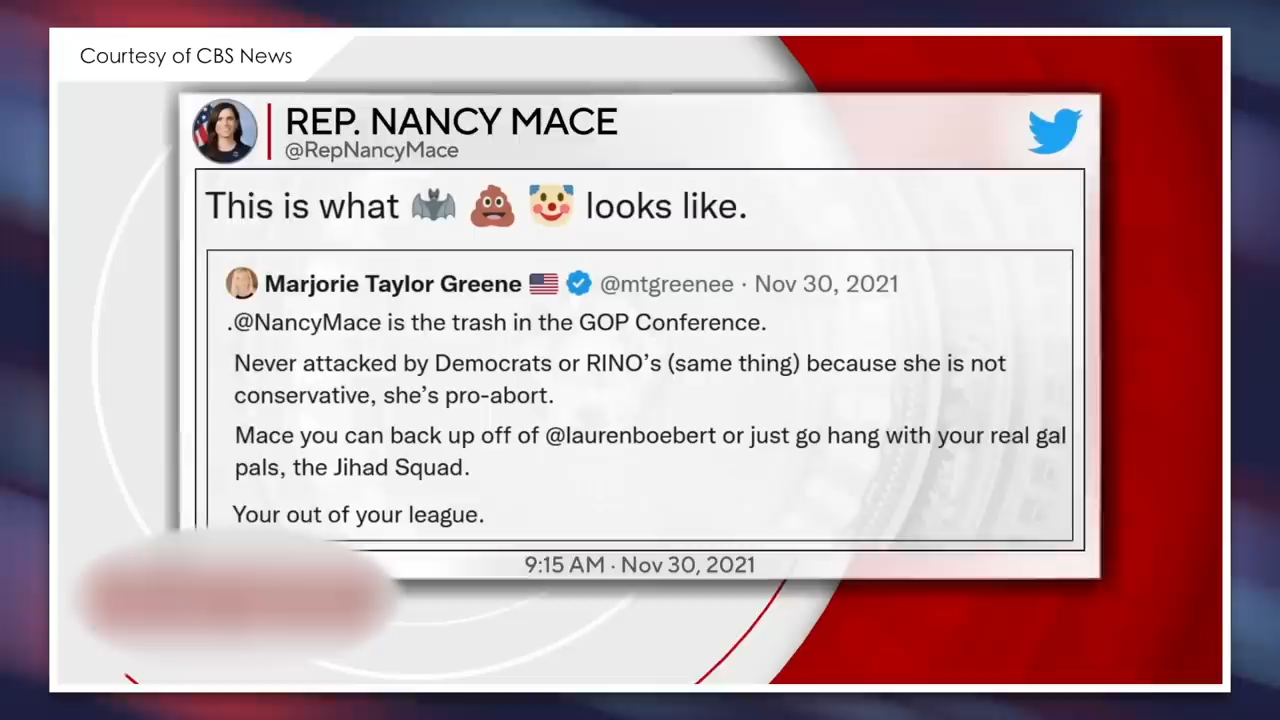 Courtesy of CBS News
REP. NANCY MACE
@RepNancyMace
This is what 🦇 💩 🤡 looks like.
Marjorie Taylor Greene 🇺🇸 @mtgreenee · Nov 30, 2021
.@NancyMace is the trash in the GOP Conference.
Never attacked by Democrats or RINO's (same thing) because she is not
conservative, she's pro-abort.
Mace you can back up off of @laurenboebert or just go hang with your real gal
pals, the Jihad Squad.
Your out of your league.
9:15 AM · Nov 30, 2021